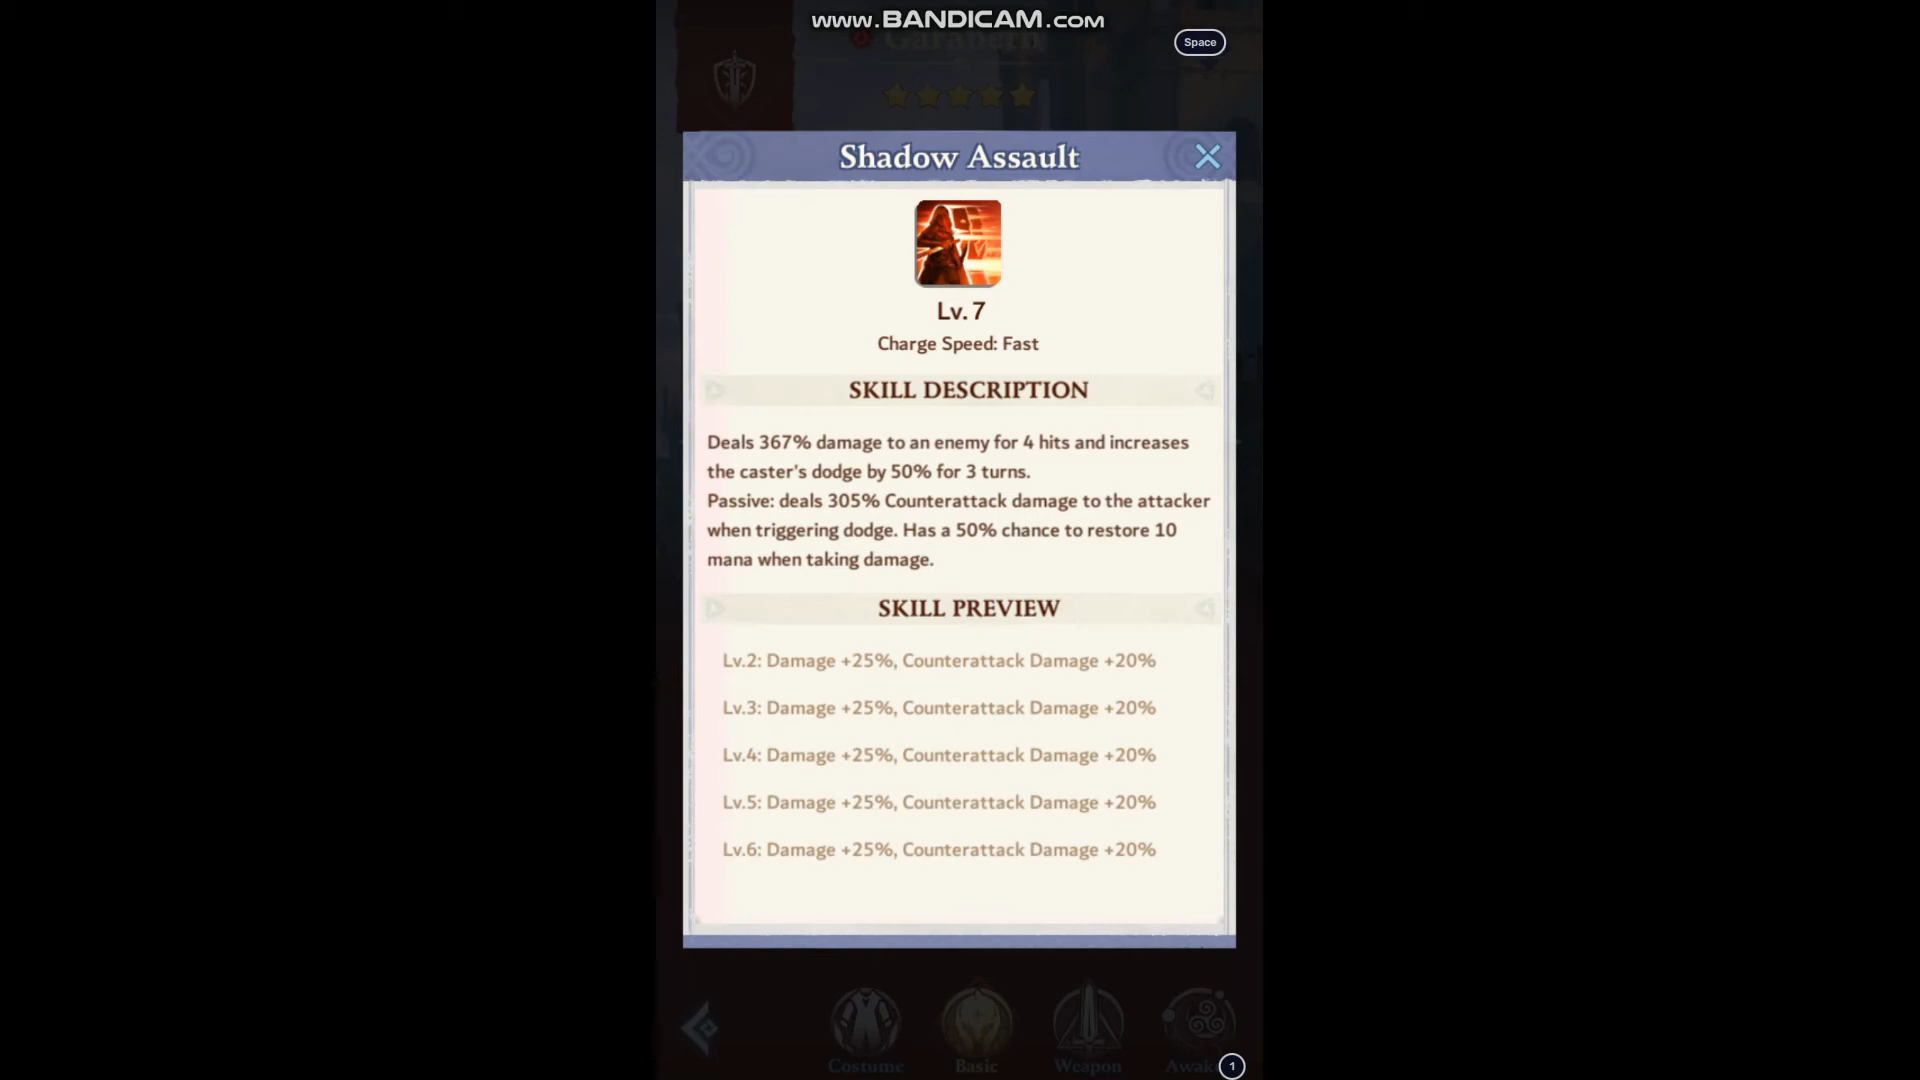 www.BANDICAM.com
Garabern
Space
Shadow Assault
Lv. 7
Charge Speed: Fast
SKILL DESCRIPTION
Deals 367% damage to an enemy for 4 hits and increases
the caster's dodge by 50% for 3 turns.
Passive: deals 305% Counterattack damage to the attacker
when triggering dodge. Has a 50% chance to restore 10
mana when taking damage.
SKILL PREVIEW
Lv.2: Damage +25%, Counterattack Damage +20%
Lv.3: Damage +25%, Counterattack Damage +20%
Lv.4: Damage +25%, Counterattack Damage +20%
Lv.5: Damage +25%, Counterattack Damage +20%
Lv.6: Damage +25%, Counterattack Damage +20%
Costume Basic Weapon Awak
1